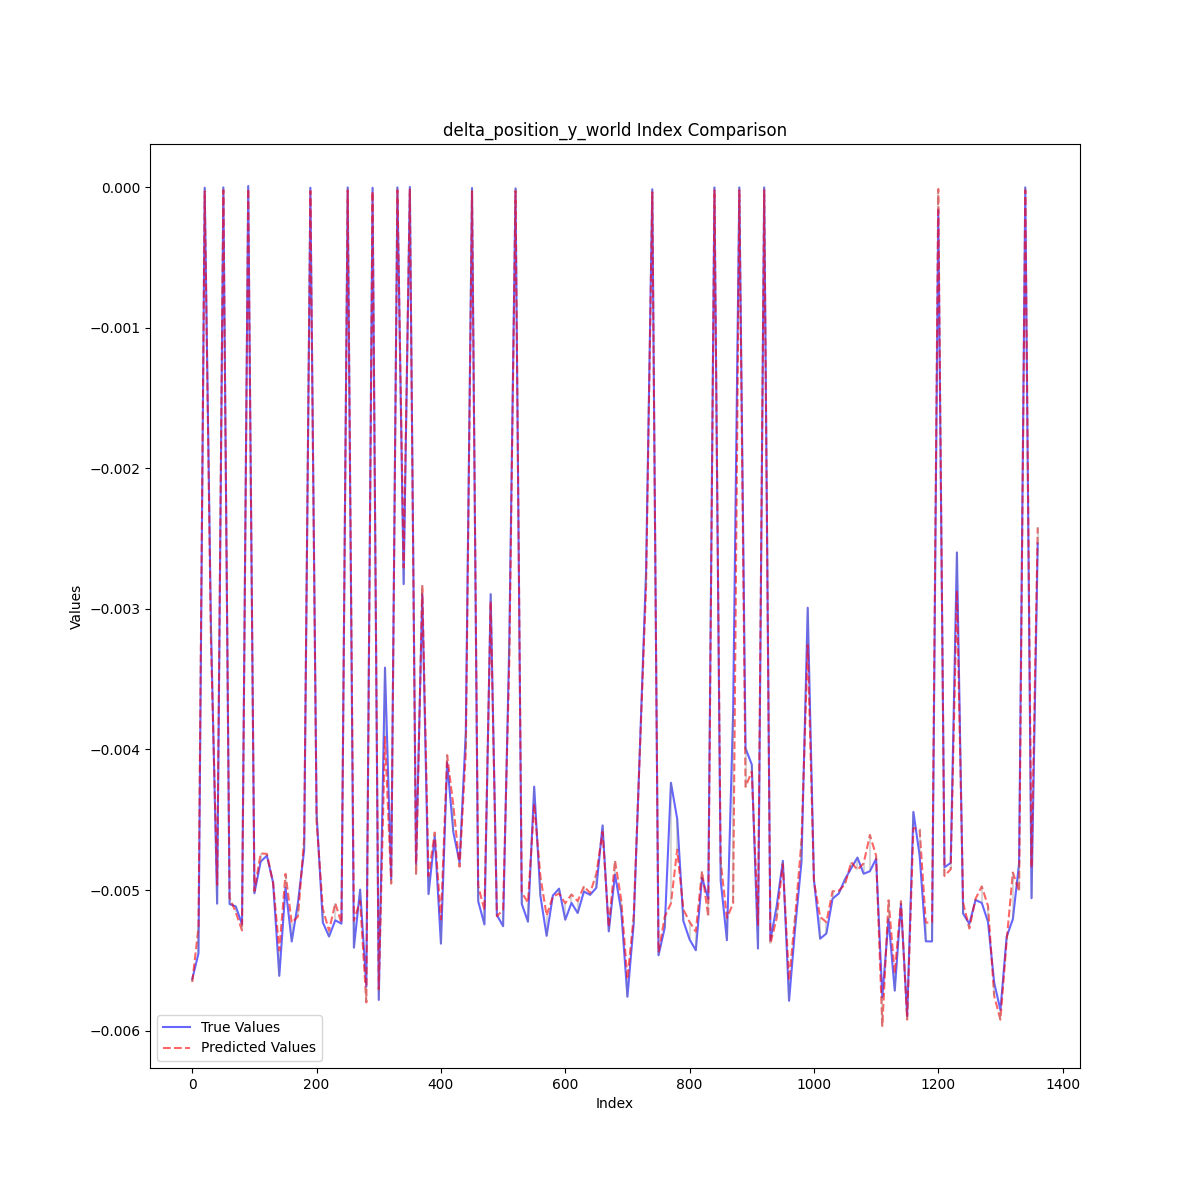 delta_position_y_world Index Comparison
0.000
−0.001
−0.002
−0.003
−0.004
−0.005
−0.006
Values
True Values
Predicted Values
0 200 400 600 800 1000 1200 1400
Index